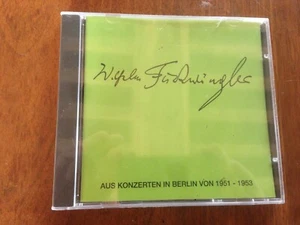 Wilhelm Furtwängler
AUS KONZERTEN IN BERLIN VON 1951 - 1953